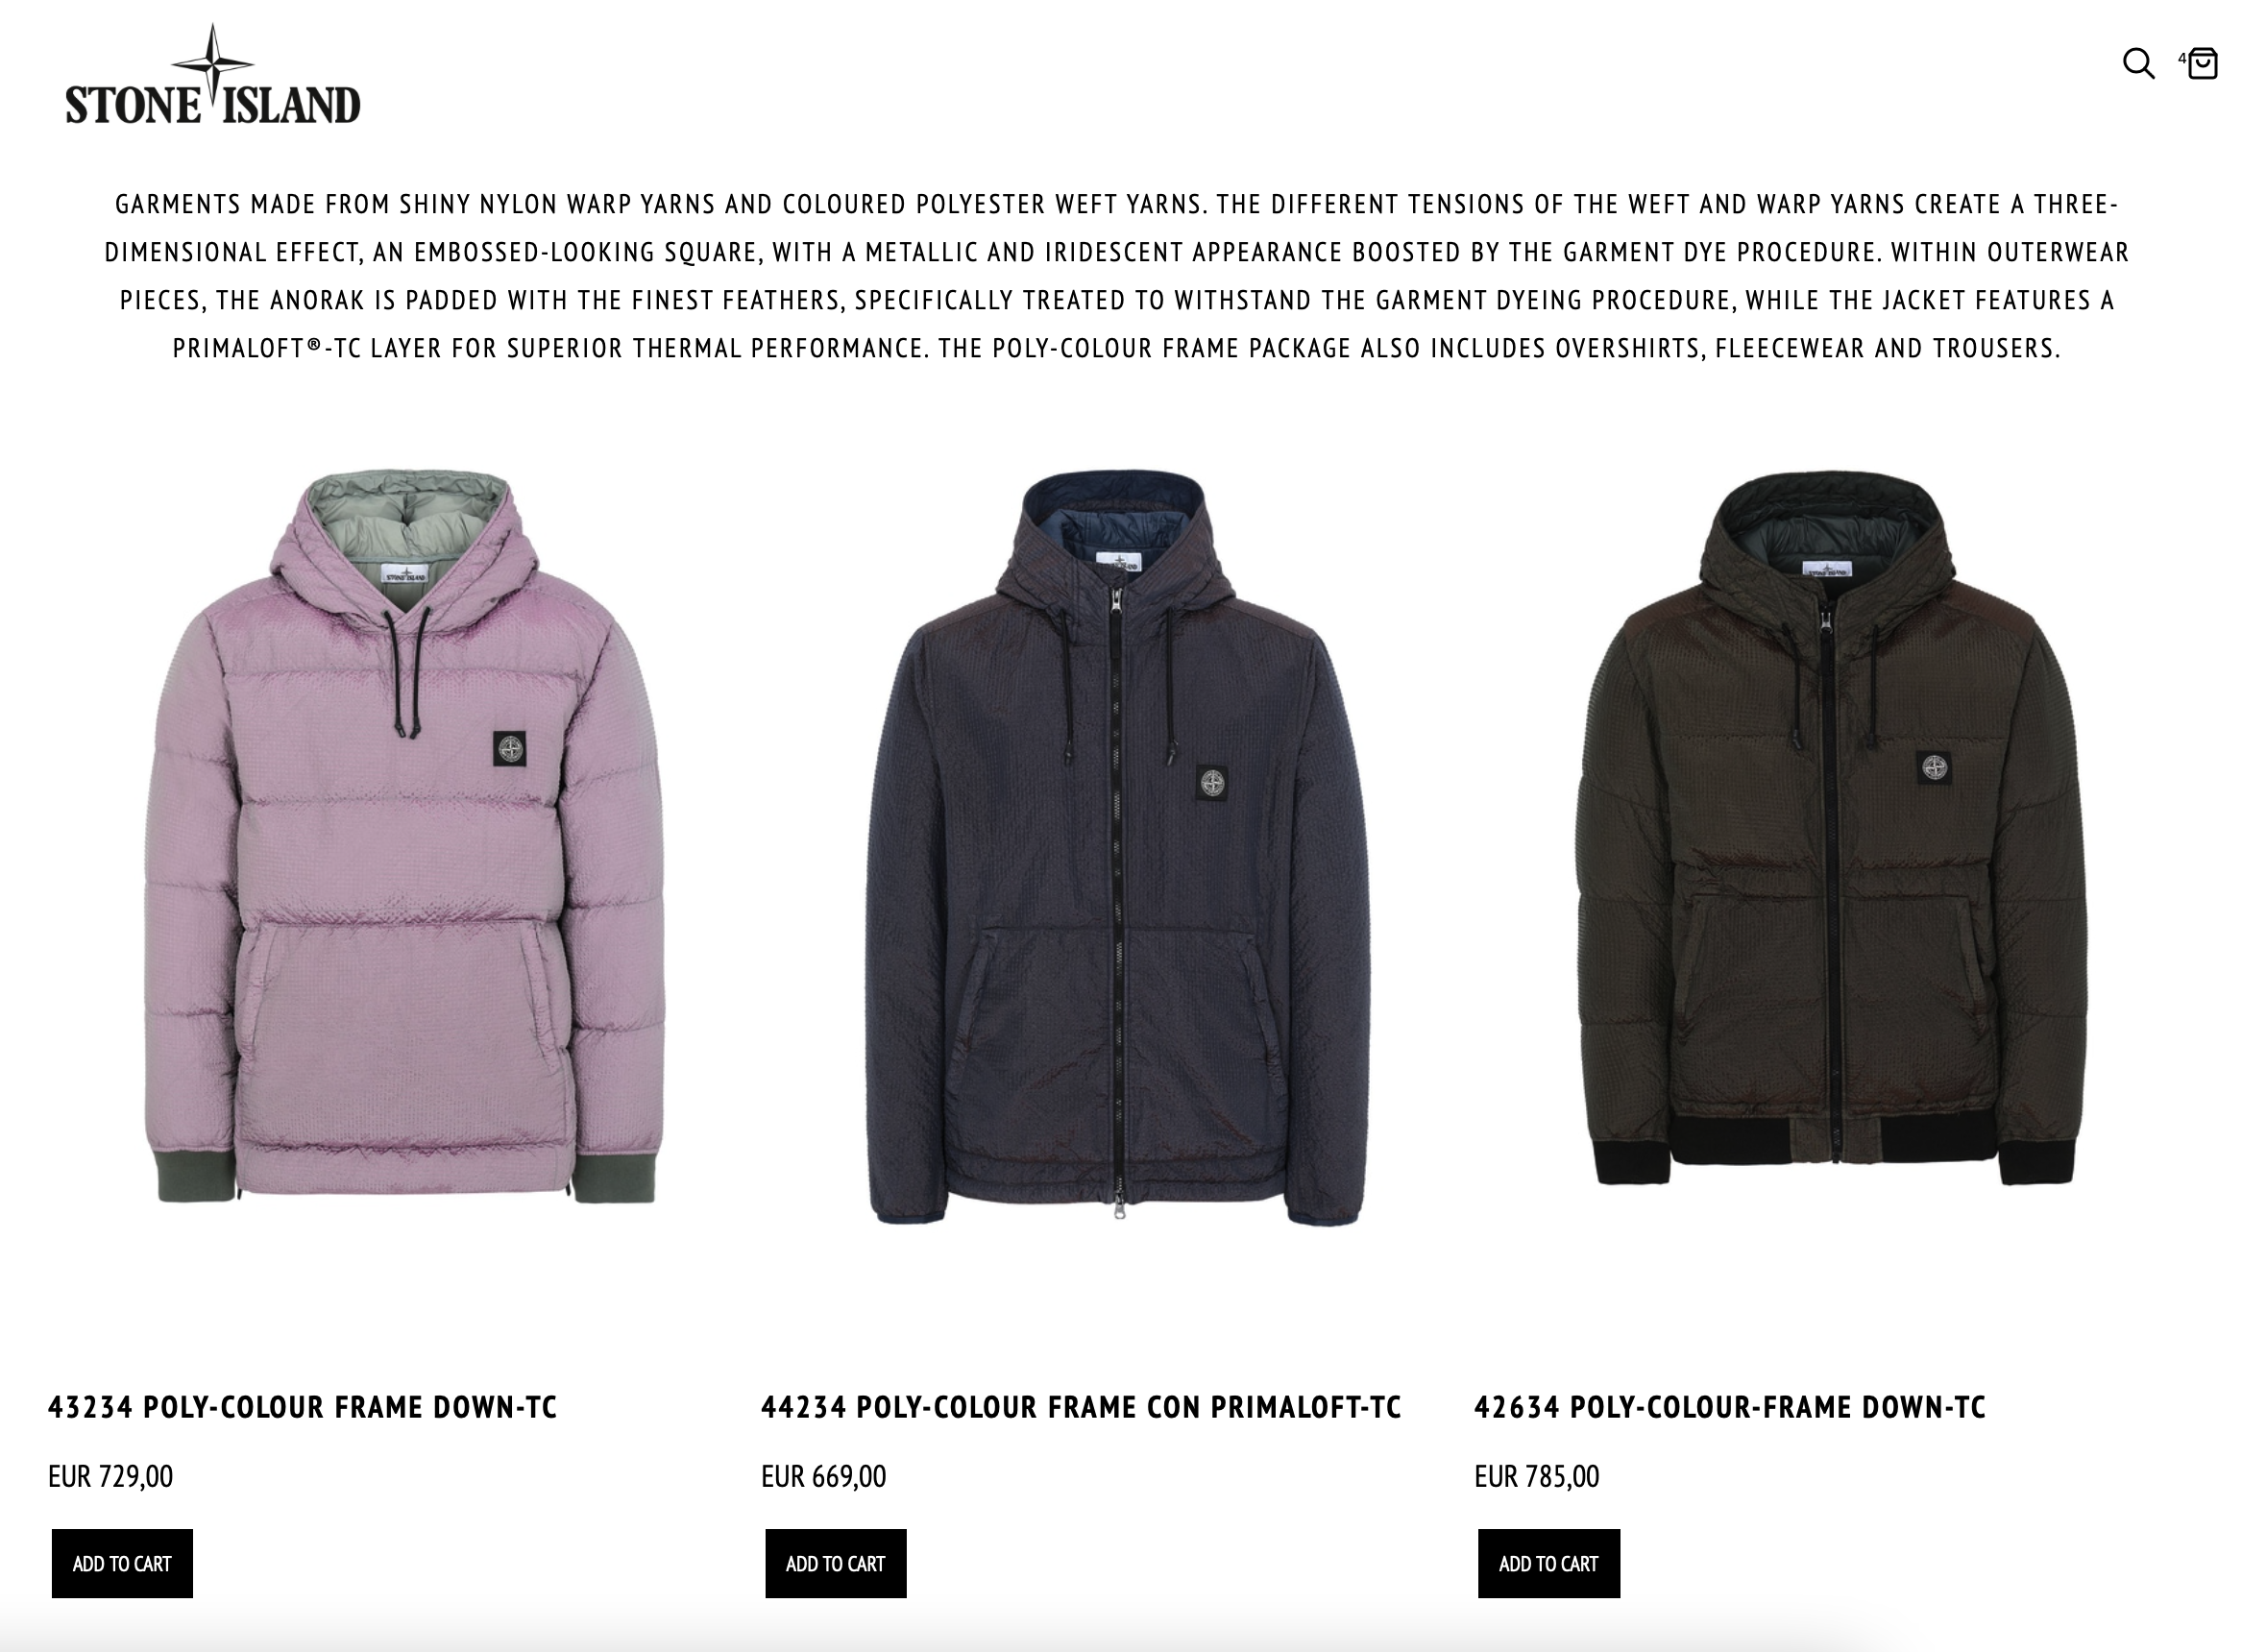 STONE ISLAND
4
GARMENTS MADE FROM SHINY NYLON WARP YARNS AND COLOURED POLYESTER WEFT YARNS. THE DIFFERENT TENSIONS OF THE WEFT AND WARP YARNS CREATE A THREE-
DIMENSIONAL EFFECT, AN EMBOSSED-LOOKING SQUARE, WITH A METALLIC AND IRIDESCENT APPEARANCE BOOSTED BY THE GARMENT DYE PROCEDURE. WITHIN OUTERWEAR
PIECES, THE ANORAK IS PADDED WITH THE FINEST FEATHERS, SPECIFICALLY TREATED TO WITHSTAND THE GARMENT DYEING PROCEDURE, WHILE THE JACKET FEATURES A
PRIMALOFT®-TC LAYER FOR SUPERIOR THERMAL PERFORMANCE. THE POLY-COLOUR FRAME PACKAGE ALSO INCLUDES OVERSHIRTS, FLEECEWEAR AND TROUSERS.
STONE ISLAND
STONE ISLAND
43234 POLY-COLOUR FRAME DOWN-TC
EUR 729,00
ADD TO CART
44234 POLY-COLOUR FRAME CON PRIMALOFT-TC
EUR 669,00
ADD TO CART
42634 POLY-COLOUR-FRAME DOWN-TC
EUR 785,00
ADD TO CART